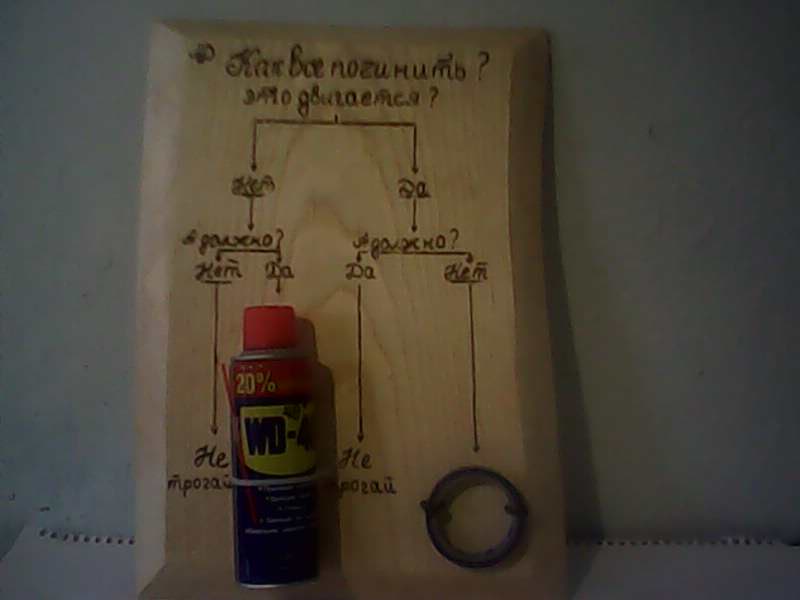 Как все починить?
это двигается?
Нет Да
А должно? А должно?
Нет Да Да Нет
20%
WD-4
Не Не
трогай трогай